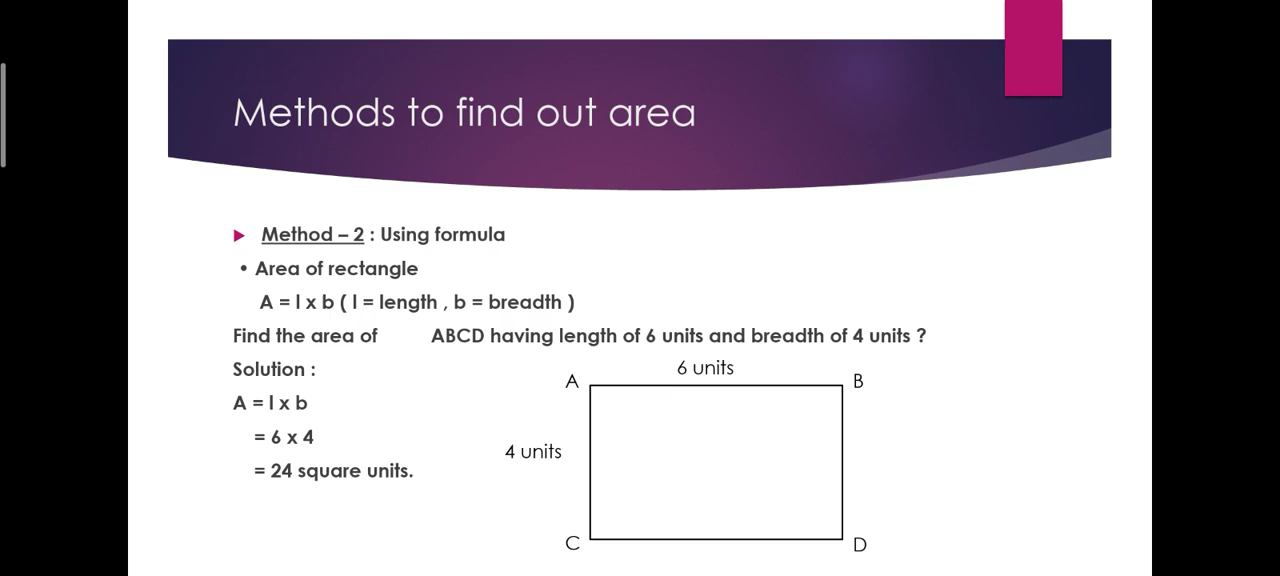 Methods to find out area
Method – 2 : Using formula
• Area of rectangle
A = l x b ( l = length , b = breadth )
Find the area of ABCD having length of 6 units and breadth of 4 units ?
Solution :
6 units
A
B
A = l x b
= 6 x 4
4 units
= 24 square units.
C
D